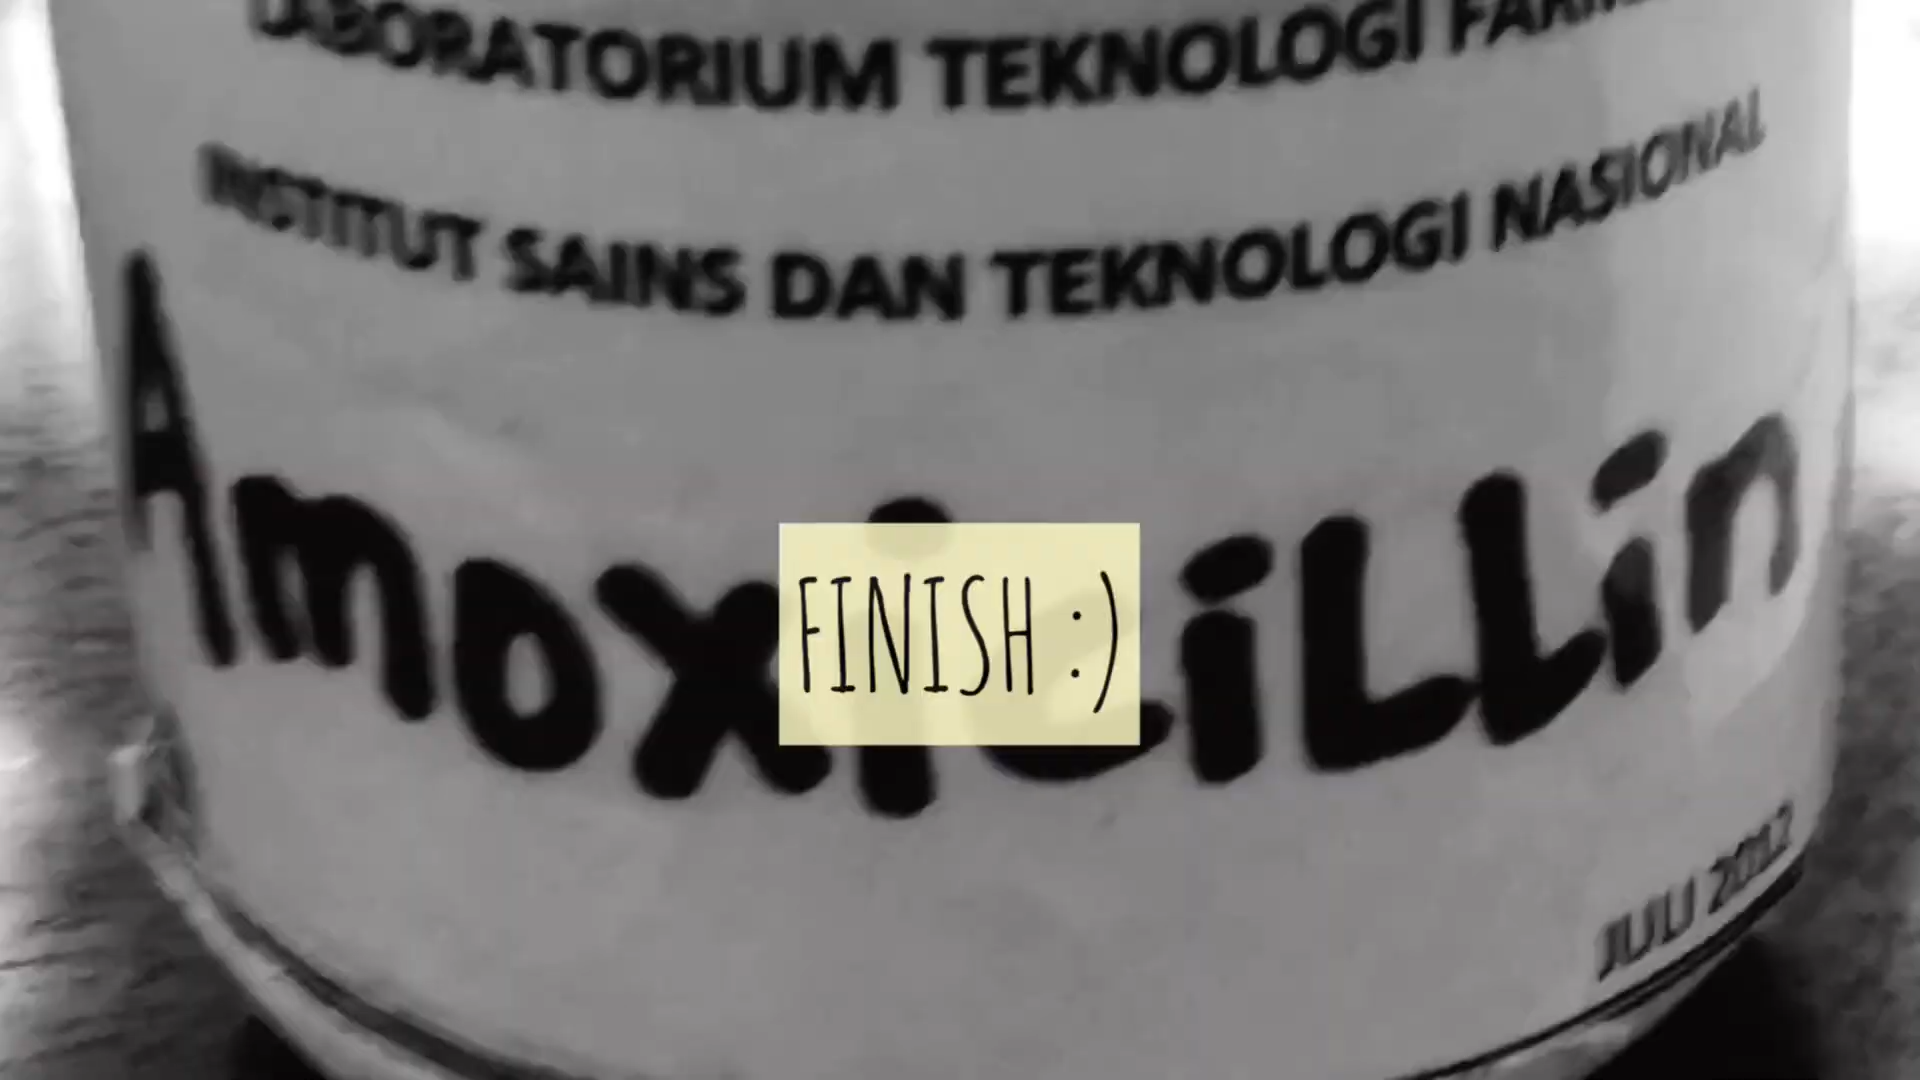 LABORATORIUM TEKNOLOGI
INSTITUT SAINS DAN TEKNOLOGI NASIONAL
Amoxicillin
FINISH :)
JULI 2012